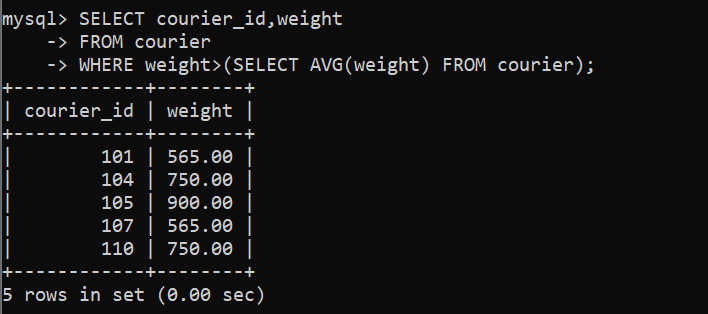 mysql> SELECT courier_id,weight
    -> FROM courier
    -> WHERE weight>(SELECT AVG(weight) FROM courier);
+------------+--------+
| courier_id | weight |
+------------+--------+
|        101 | 565.00 |
|        104 | 750.00 |
|        105 | 900.00 |
|        107 | 565.00 |
|        110 | 750.00 |
+------------+--------+
5 rows in set (0.00 sec)